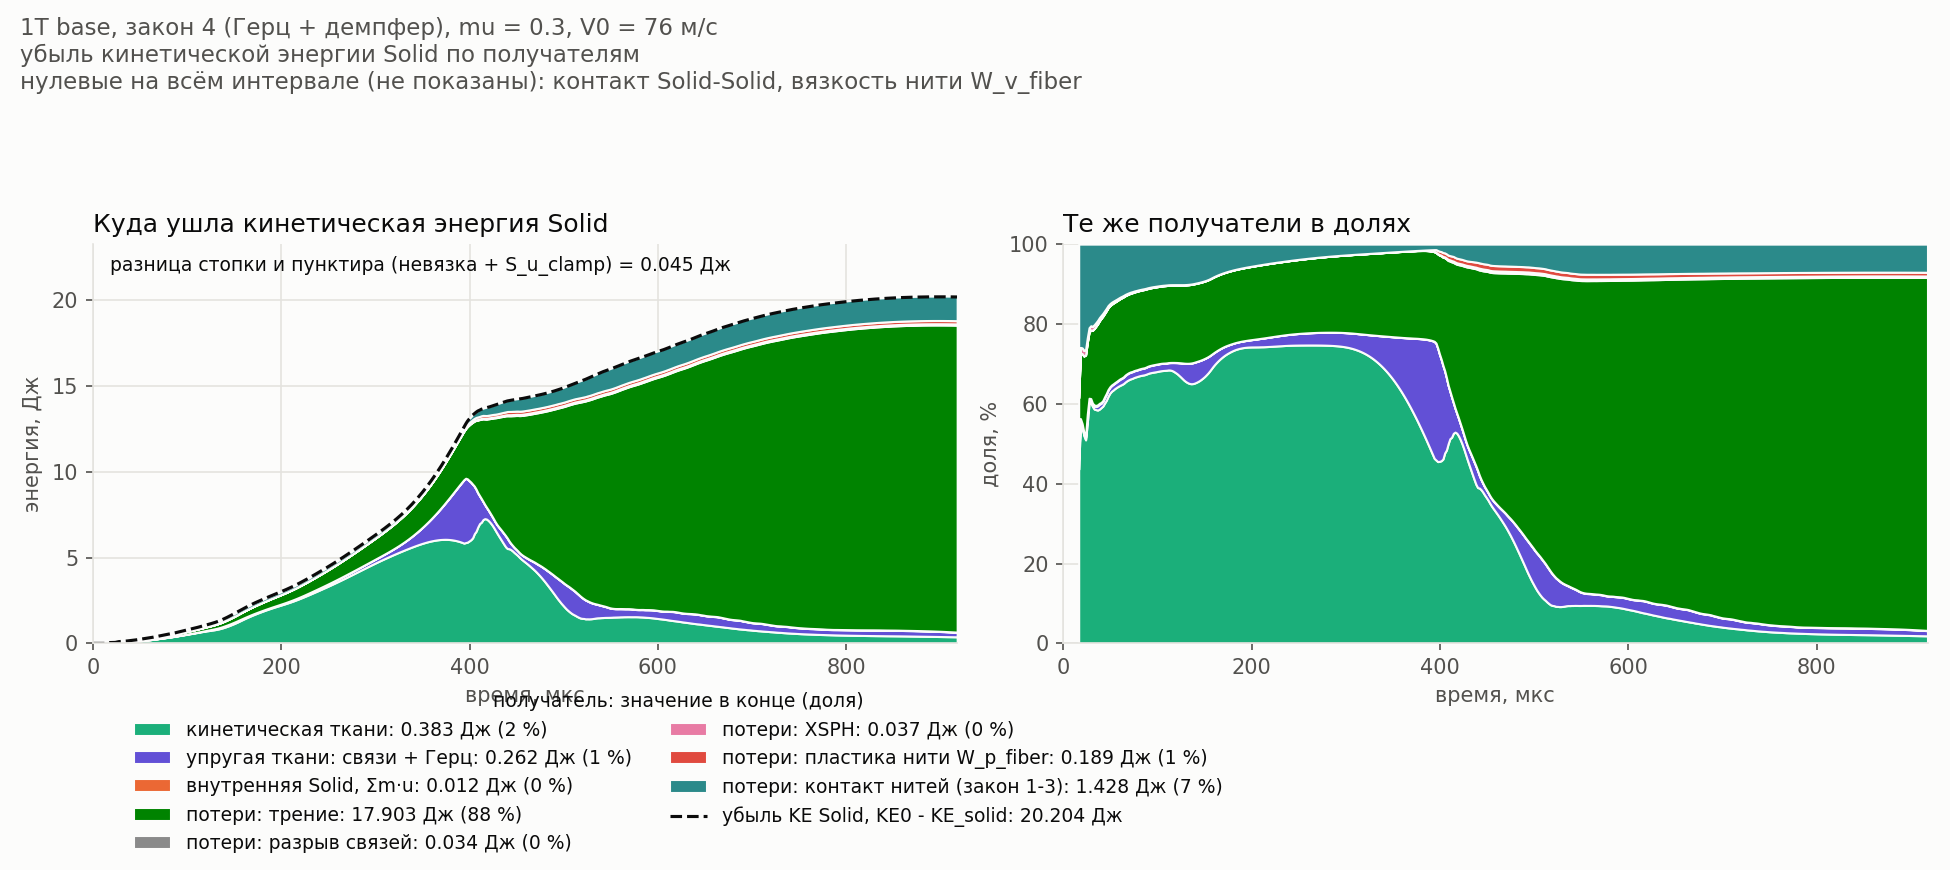 1T base, закон 4 (Герц + демпфер), mu = 0.3, V0 = 76 м/с
убыль кинетической энергии Solid по получателям
нулевые на всём интервале (не показаны): контакт Solid-Solid, вязкость нити W_v_fiber
Куда ушла кинетическая энергия Solid
разница стопки и пунктира (невязка + S_u_clamp) = 0.045 Дж
энергия, Дж
20
15
10
5
0
0 200 400 600 800
время, мкс
Те же получатели в долях
доля, %
100
80
60
40
20
0
0 200 400 600 800
время, мкс
получатель: значение в конце (доля)
кинетическая ткани: 0.383 Дж (2 %)
упругая ткани: связи + Герц: 0.262 Дж (1 %)
внутренняя Solid, Σm·u: 0.012 Дж (0 %)
потери: трение: 17.903 Дж (88 %)
потери: разрыв связей: 0.034 Дж (0 %)
потери: XSPH: 0.037 Дж (0 %)
потери: пластика нити W_p_fiber: 0.189 Дж (1 %)
потери: контакт нитей (закон 1-3): 1.428 Дж (7 %)
убыль KE Solid, KE0 - KE_solid: 20.204 Дж